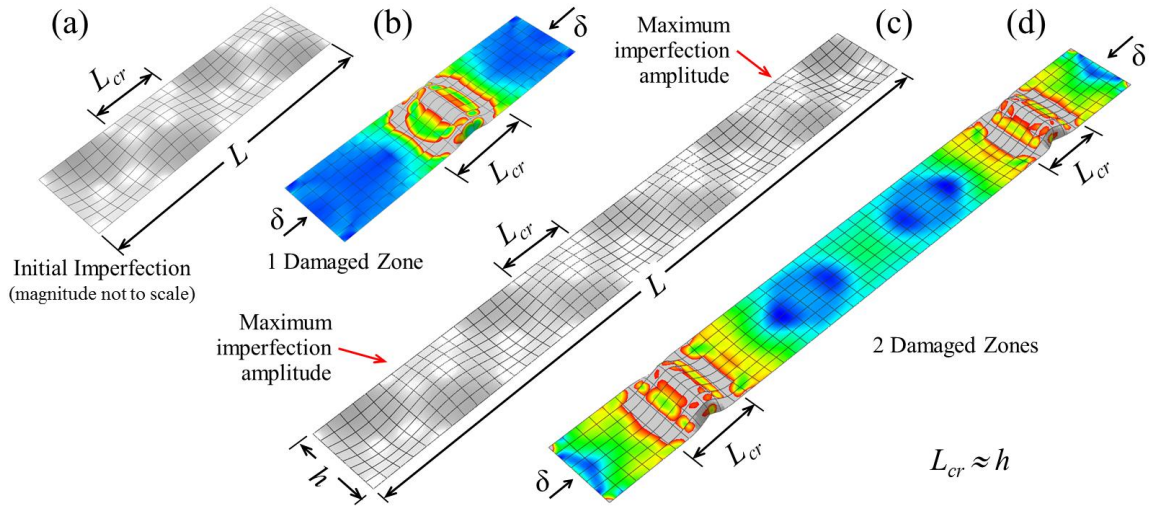 (a)
L_cr
L
Initial Imperfection
(magnitude not to scale)
(b)
δ
L_cr
δ
1 Damaged Zone
Maximum
imperfection
amplitude
(c)
L_cr
L
Maximum
imperfection
amplitude
h
(d)
δ
L_cr
2 Damaged Zones
L_cr
δ
L_cr ≈ h